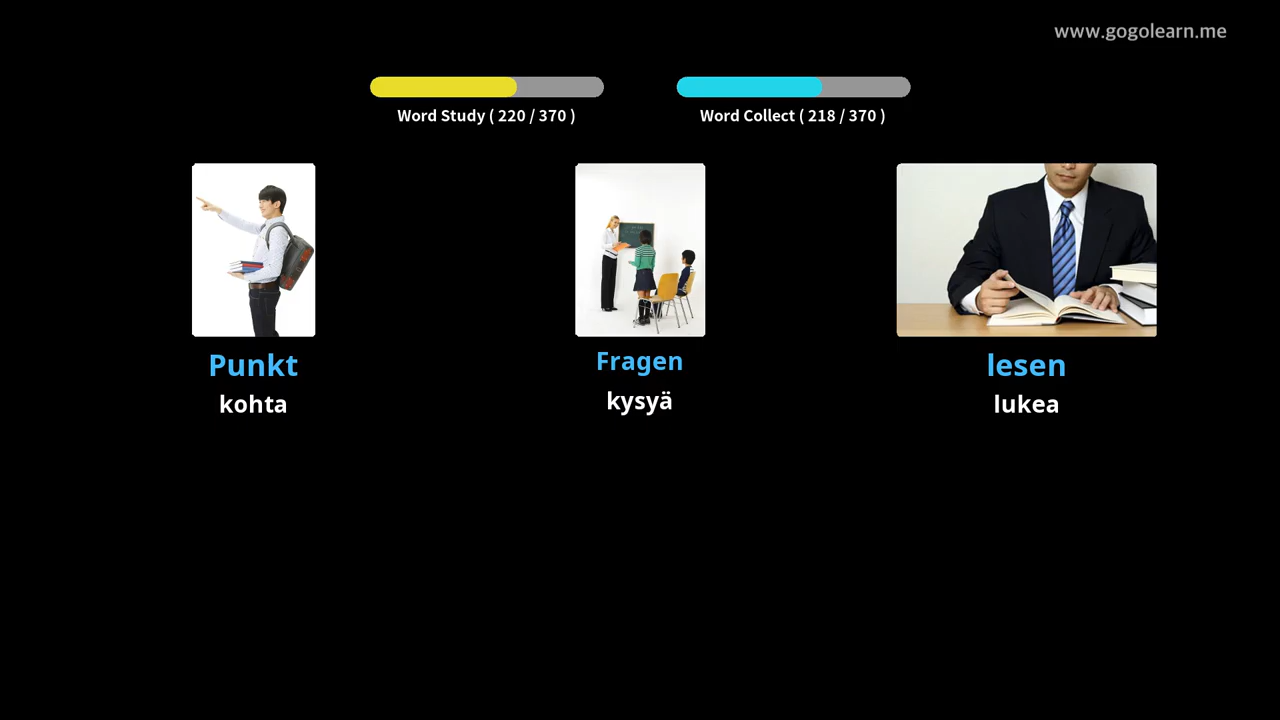 www.gogolearn.me
Word Study ( 220 / 370 )
Word Collect ( 218 / 370 )
Punkt
kohta
Fragen
kysyä
lesen
lukea